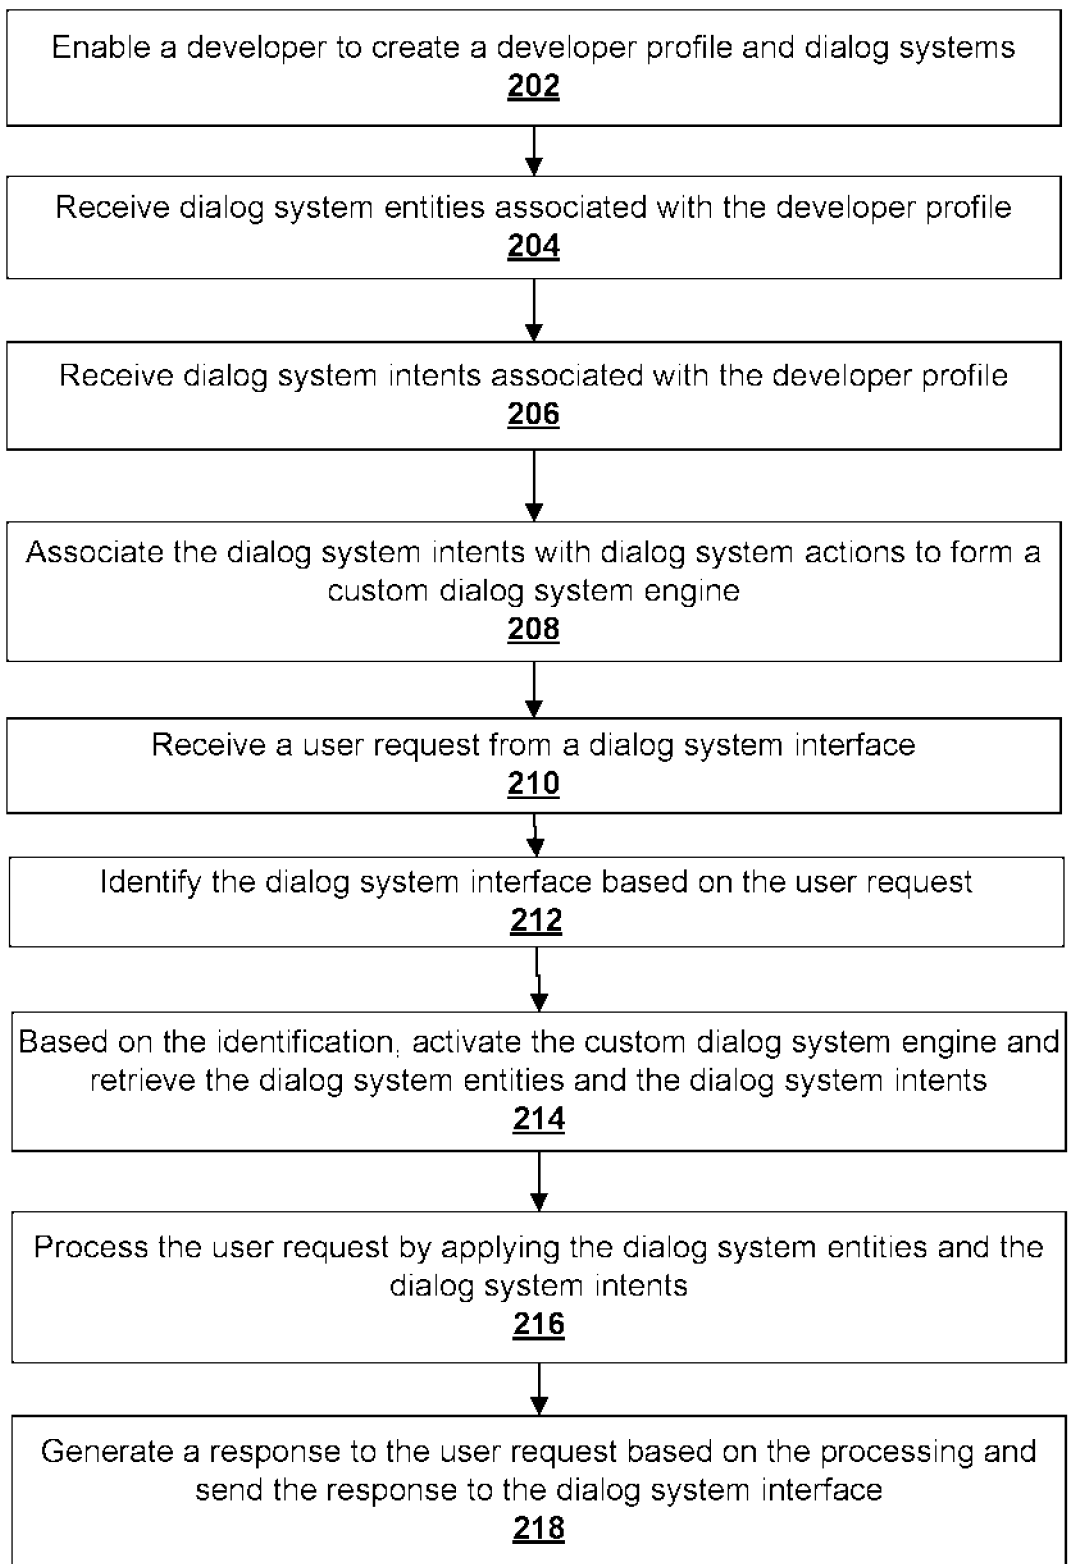 Enable a developer to create a developer profile and dialog systems
202
Receive dialog system entities associated with the developer profile
204
Receive dialog system intents associated with the developer profile
206
Associate the dialog system intents with dialog system actions to form a
custom dialog system engine
208
Receive a user request from a dialog system interface
210
Identify the dialog system interface based on the user request
212
Based on the identification, activate the custom dialog system engine and
retrieve the dialog system entities and the dialog system intents
214
Process the user request by applying the dialog system entities and the
dialog system intents
216
Generate a response to the user request based on the processing and
send the response to the dialog system interface
218